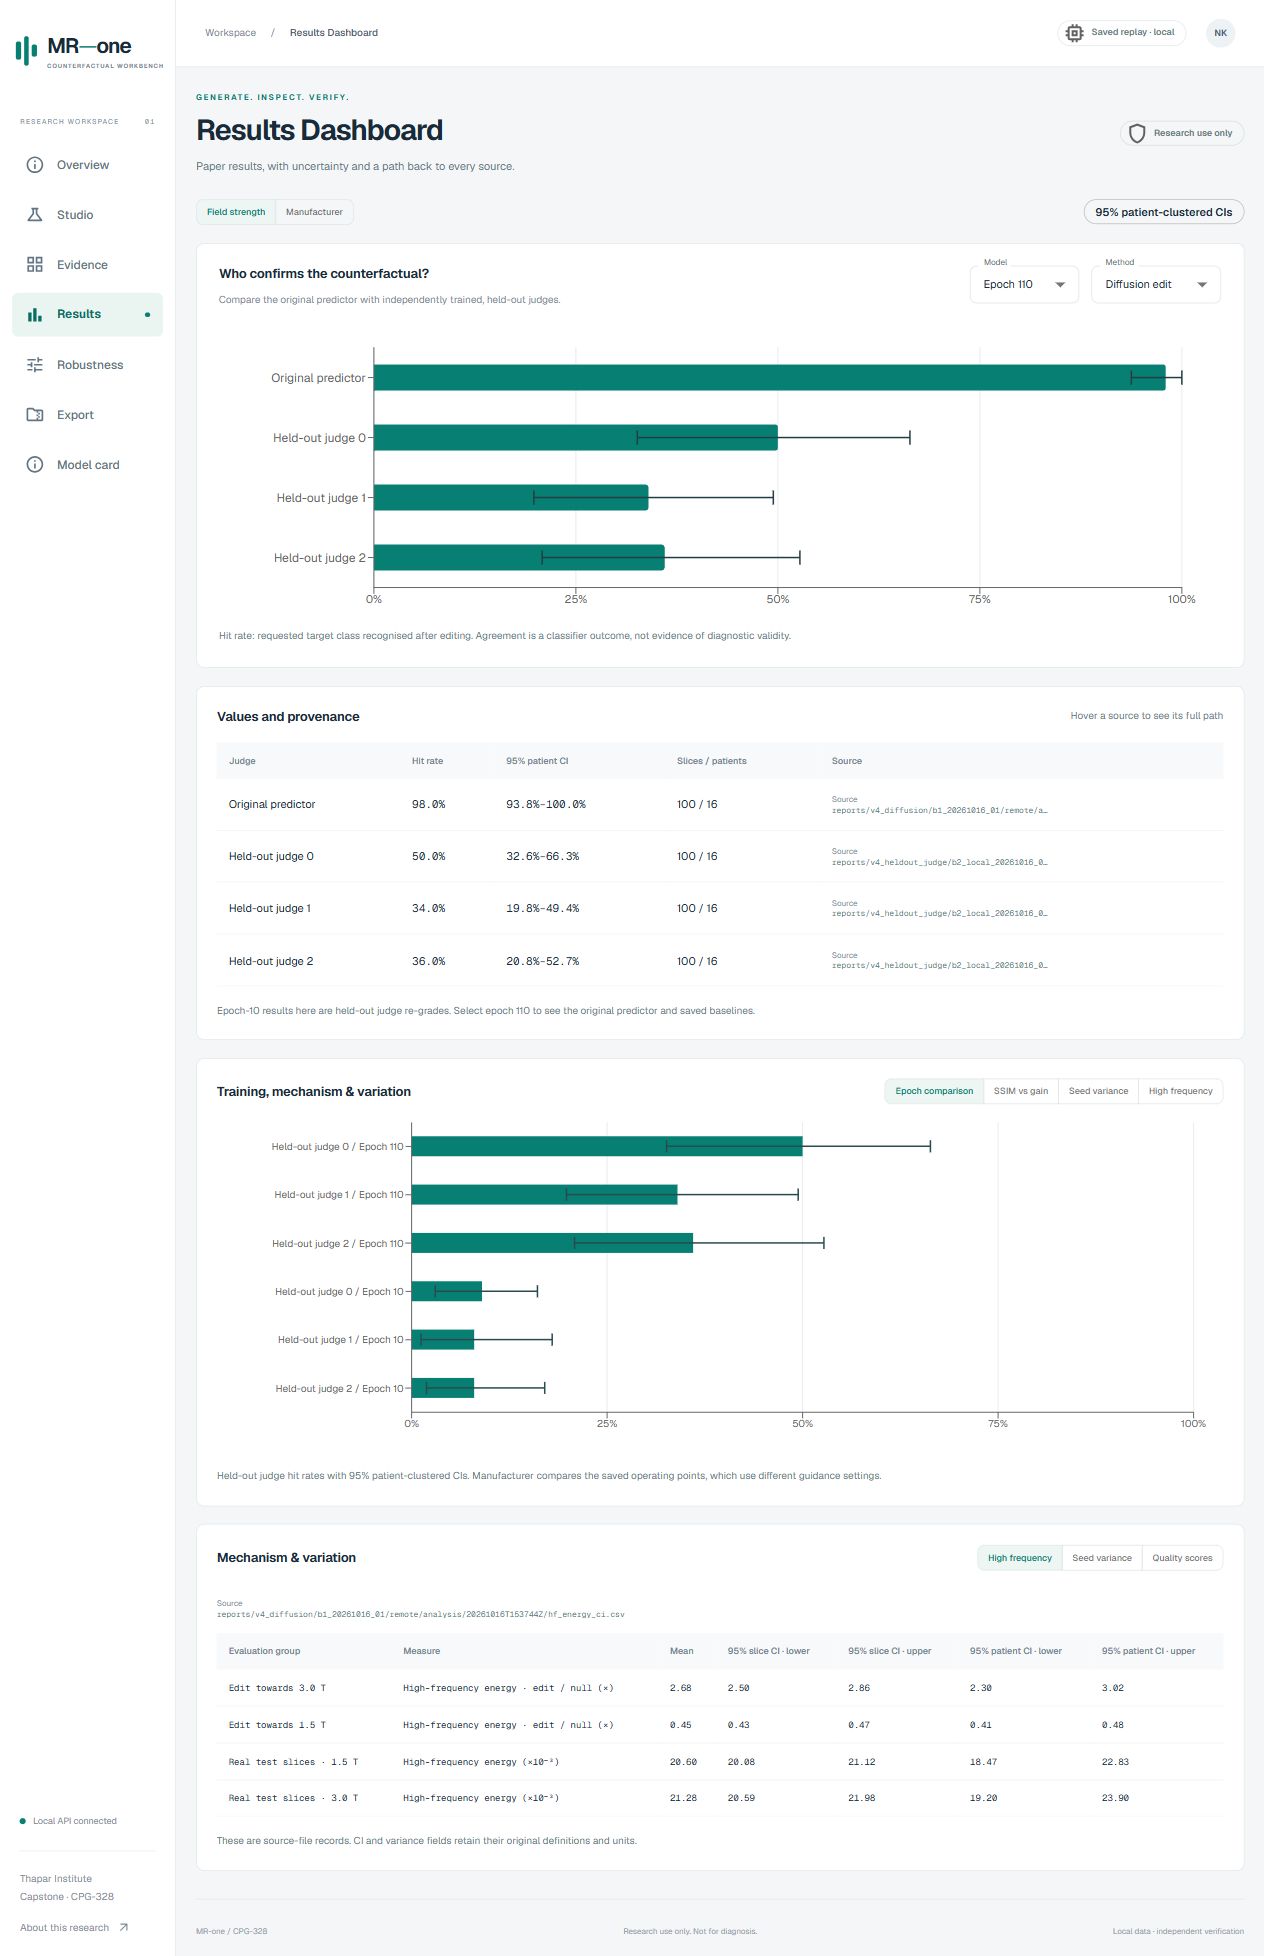 MR—one
COUNTERFACTUAL WORKBENCH
RESEARCH WORKSPACE 01
Overview
Studio
Evidence
Results
Robustness
Export
Model card
Local API connected
Thapar Institute
Capstone · CPG-328
About this research
Workspace / Results Dashboard
Saved replay · local
NK
GENERATE. INSPECT. VERIFY.
Results Dashboard
Research use only
Paper results, with uncertainty and a path back to every source.
Field strength Manufacturer
95% patient-clustered CIs
Who confirms the counterfactual?
Compare the original predictor with independently trained, held-out judges.
Model
Epoch 110
Method
Diffusion edit
Original predictor
Held-out judge 0
Held-out judge 1
Held-out judge 2
0% 25% 50% 75% 100%
Hit rate: requested target class recognised after editing. Agreement is a classifier outcome, not evidence of diagnostic validity.
Values and provenance
Hover a source to see its full path
Judge Hit rate 95% patient CI Slices / patients Source
Original predictor 98.0% 93.8%–100.0% 100 / 16 Source
reports/v4_diffusion/b1_20261016_01/remote/a…
Held-out judge 0 50.0% 32.6%–66.3% 100 / 16 Source
reports/v4_heldout_judge/b2_local_20261016_0…
Held-out judge 1 34.0% 19.8%–49.4% 100 / 16 Source
reports/v4_heldout_judge/b2_local_20261016_0…
Held-out judge 2 36.0% 20.8%–52.7% 100 / 16 Source
reports/v4_heldout_judge/b2_local_20261016_0…
Epoch-10 results here are held-out judge re-grades. Select epoch 110 to see the original predictor and saved baselines.
Training, mechanism & variation
Epoch comparison SSIM vs gain Seed variance High frequency
Held-out judge 0 / Epoch 110
Held-out judge 1 / Epoch 110
Held-out judge 2 / Epoch 110
Held-out judge 0 / Epoch 10
Held-out judge 1 / Epoch 10
Held-out judge 2 / Epoch 10
0% 25% 50% 75% 100%
Held-out judge hit rates with 95% patient-clustered CIs. Manufacturer compares the saved operating points, which use different guidance settings.
Mechanism & variation
High frequency Seed variance Quality scores
Source
reports/v4_diffusion/b1_20261016_01/remote/analysis/20261016T153744Z/hf_energy_ci.csv
Evaluation group Measure Mean 95% slice CI · lower 95% slice CI · upper 95% patient CI · lower 95% patient CI · upper
Edit towards 3.0 T High-frequency energy · edit / null (×) 2.68 2.50 2.86 2.30 3.02
Edit towards 1.5 T High-frequency energy · edit / null (×) 0.45 0.43 0.47 0.41 0.48
Real test slices · 1.5 T High-frequency energy (×10⁻³) 20.60 20.08 21.12 18.47 22.83
Real test slices · 3.0 T High-frequency energy (×10⁻³) 21.28 20.59 21.98 19.20 23.90
These are source-file records. CI and variance fields retain their original definitions and units.
MR-one / CPG-328
Research use only. Not for diagnosis.
Local data · independent verification